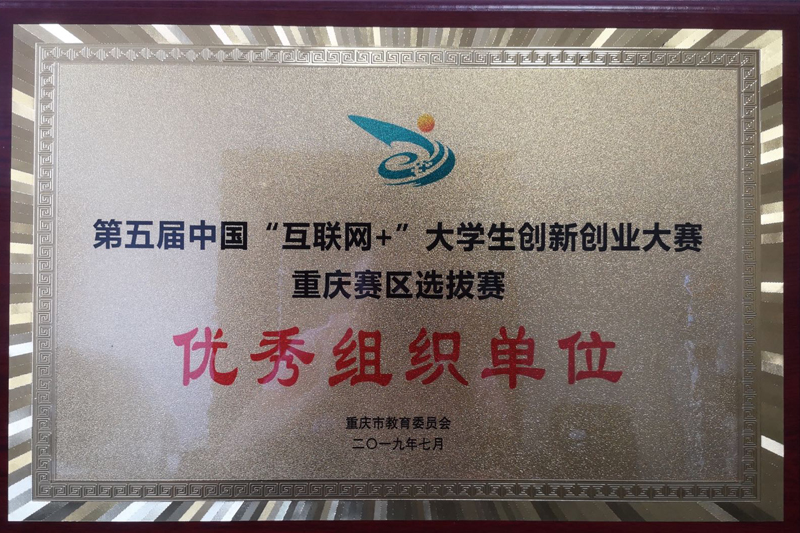 第五届中国“互联网+”大学生创新创业大赛
重庆赛区选拔赛
优秀组织单位
重庆市教育委员会
二〇一九年七月